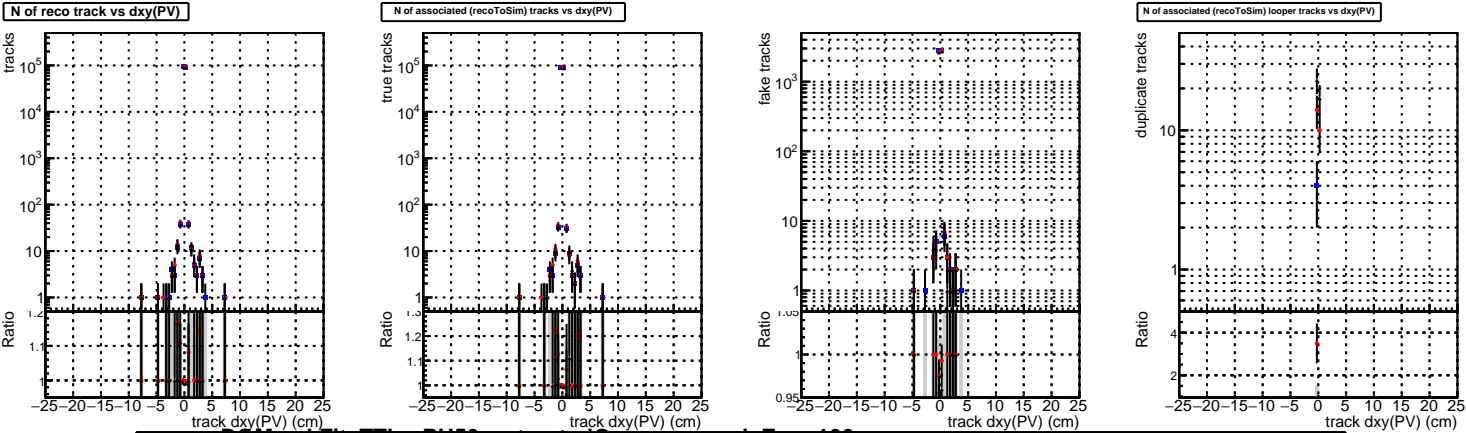 N of reco track vs dxy(PV)
tracks
10^5
10^4
10^3
10^2
10
1
Ratio
1.2
1.1
1
−25−20−15−10 −5 0 5 10 15 20 25
track dxy(PV) (cm)
N of associated (recoToSim) tracks vs dxy(PV)
true tracks
10^5
10^4
10^3
10^2
10
1
Ratio
1.3
1.2
1.1
1
−25−20−15−10 −5 0 5 10 15 20 25
track dxy(PV) (cm)
fake tracks
10^3
10^2
10
1
Ratio
1.05
1
0.95
−25−20−15−10 −5 0 5 10 15 20 25
track dxy(PV) (cm)
N of associated (recoToSim) looper tracks vs dxy(PV)
duplicate tracks
10
1
Ratio
4
2
−25−20−15−10 −5 0 5 10 15 20 25
track dxy(PV) (cm)